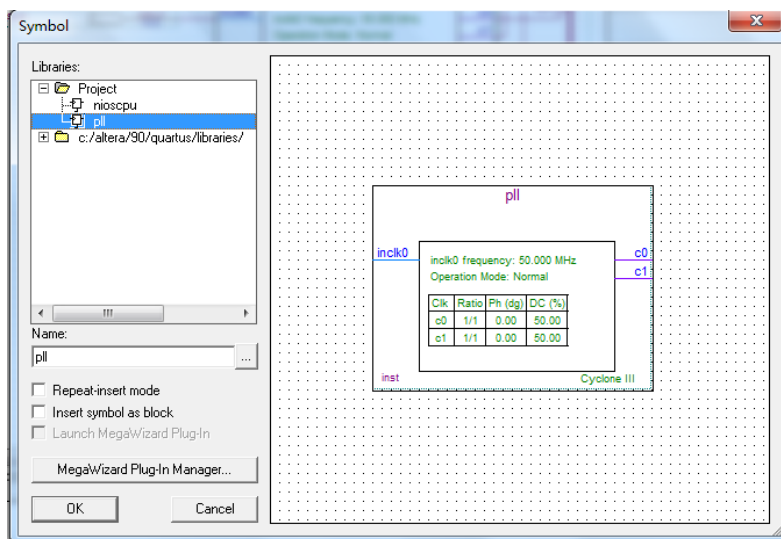 Symbol
Libraries:
Project
nioscpu
pll
c:/altera/90/quartus/libraries/
Name:
pll
...
Repeat-insert mode
Insert symbol as block
Launch MegaWizard Plug-In
MegaWizard Plug-In Manager...
OK Cancel
pll
inclk0 c0
c1
inclk0 frequency: 50.000 MHz
Operation Mode: Normal
Clk Ratio Ph (dg) DC (%)
c0 1/1 0.00 50.00
c1 1/1 0.00 50.00
inst Cyclone III